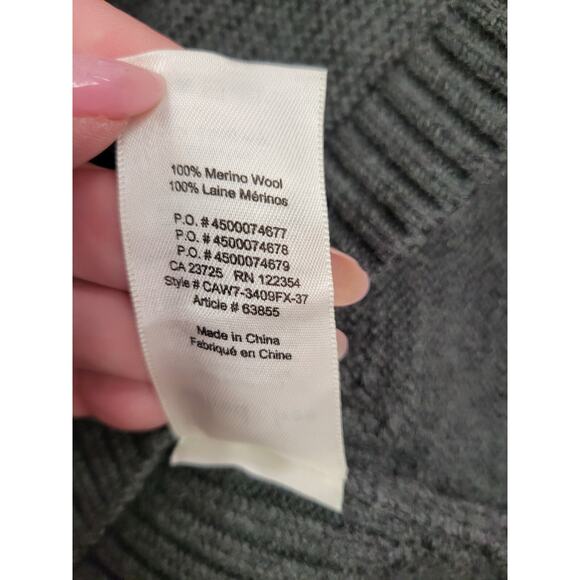 100% Merino Wool
100% Laine Mérinos
P.O. # 4500074677
P.O. # 4500074678
P.O. # 4500074679
CA 23725 RN 122354
Style # CAW7-3409FX-37
Article # 63855
Made in China
Fabriqué en Chine